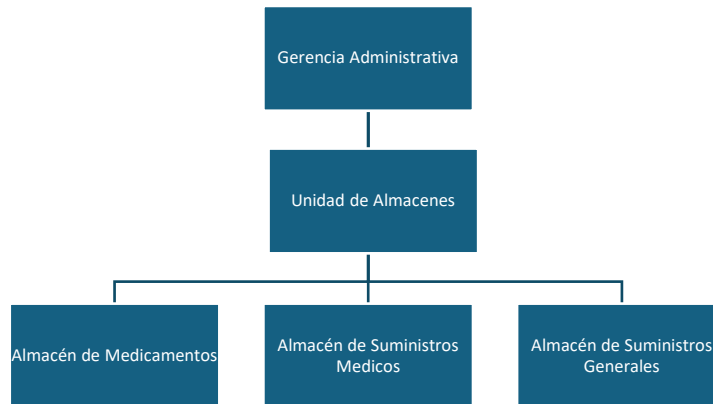 Gerencia Administrativa
Unidad de Almacenes
Almacén de Medicamentos
Almacén de Suministros
Medicos
Almacén de Suministros
Generales